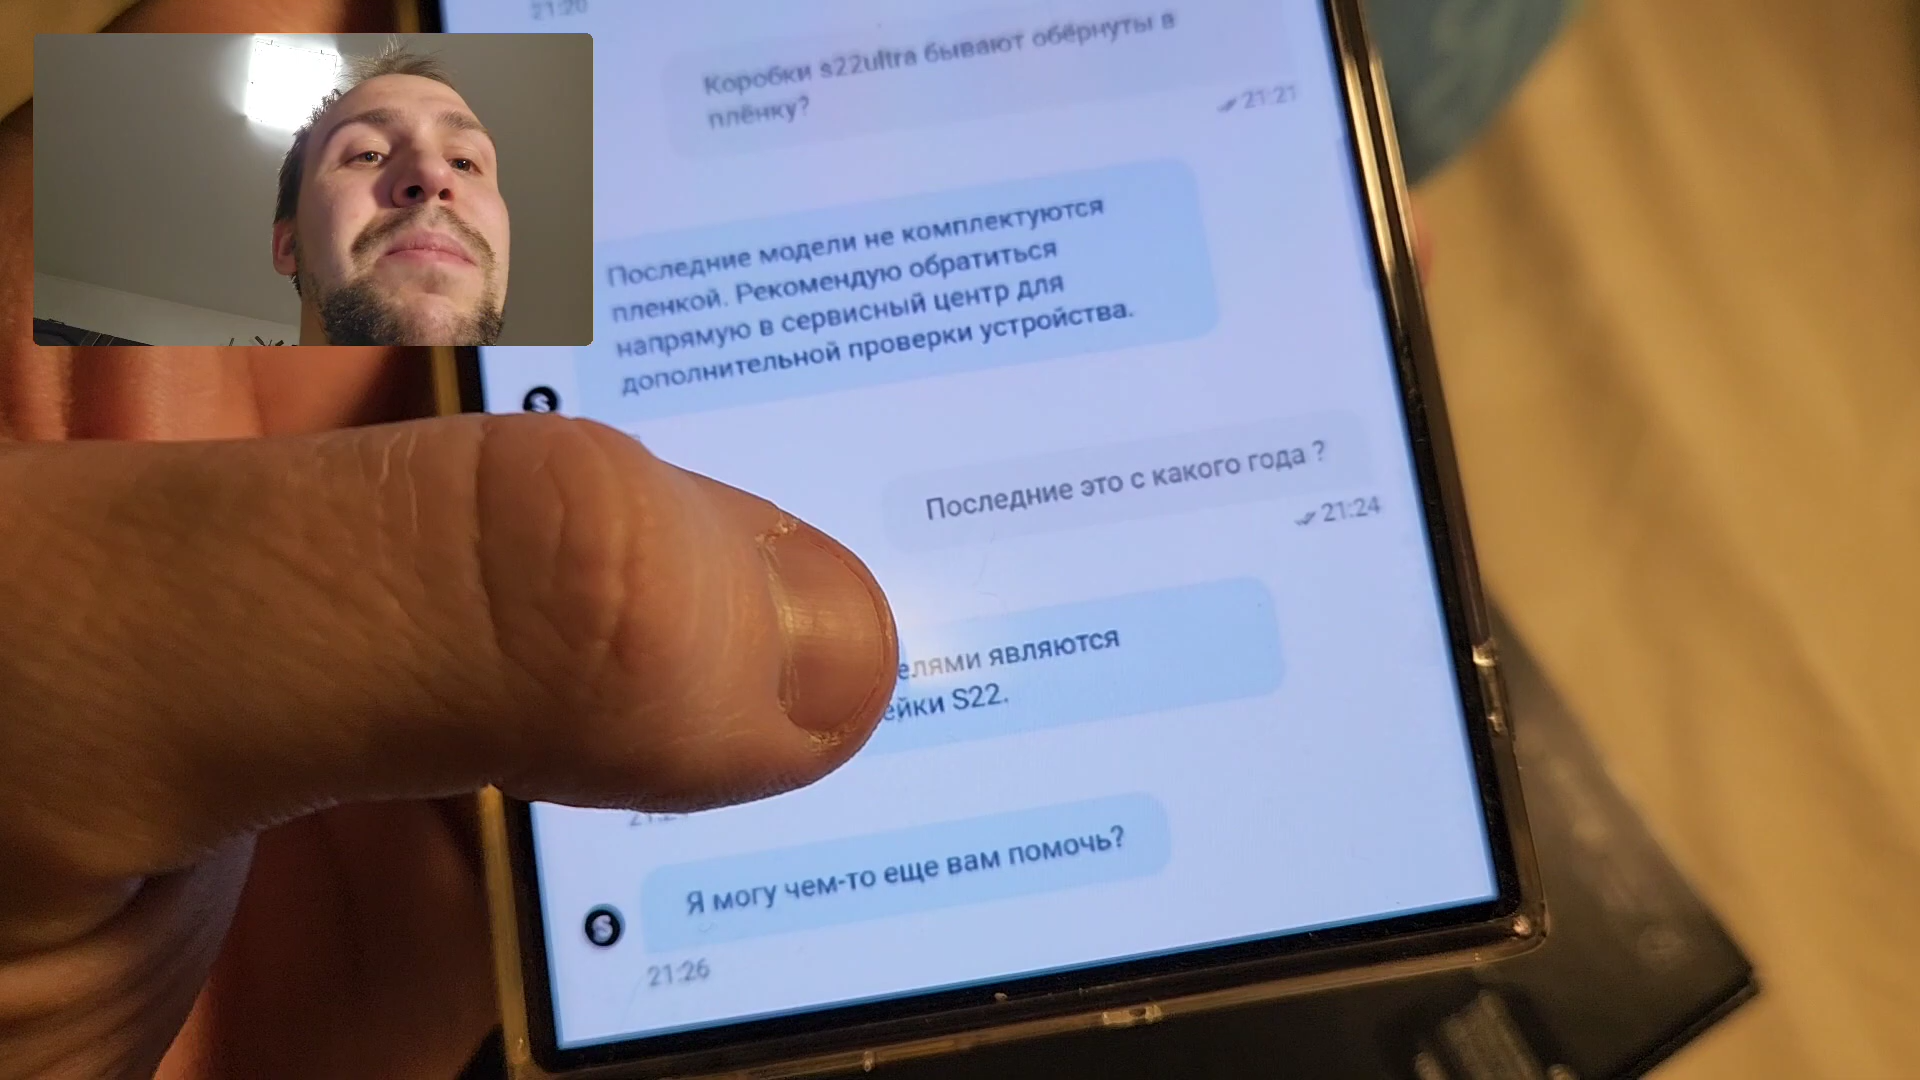 21:20
Коробки s22ultra бывают обёрнуты в
плёнку?
21:21
Последние модели не комплектуются
пленкой. Рекомендую обратиться
напрямую в сервисный центр для
дополнительной проверки устройства.
Последние это с какого года ?
21:24
являются
S22.
Я могу чем-то еще вам помочь?
21:26